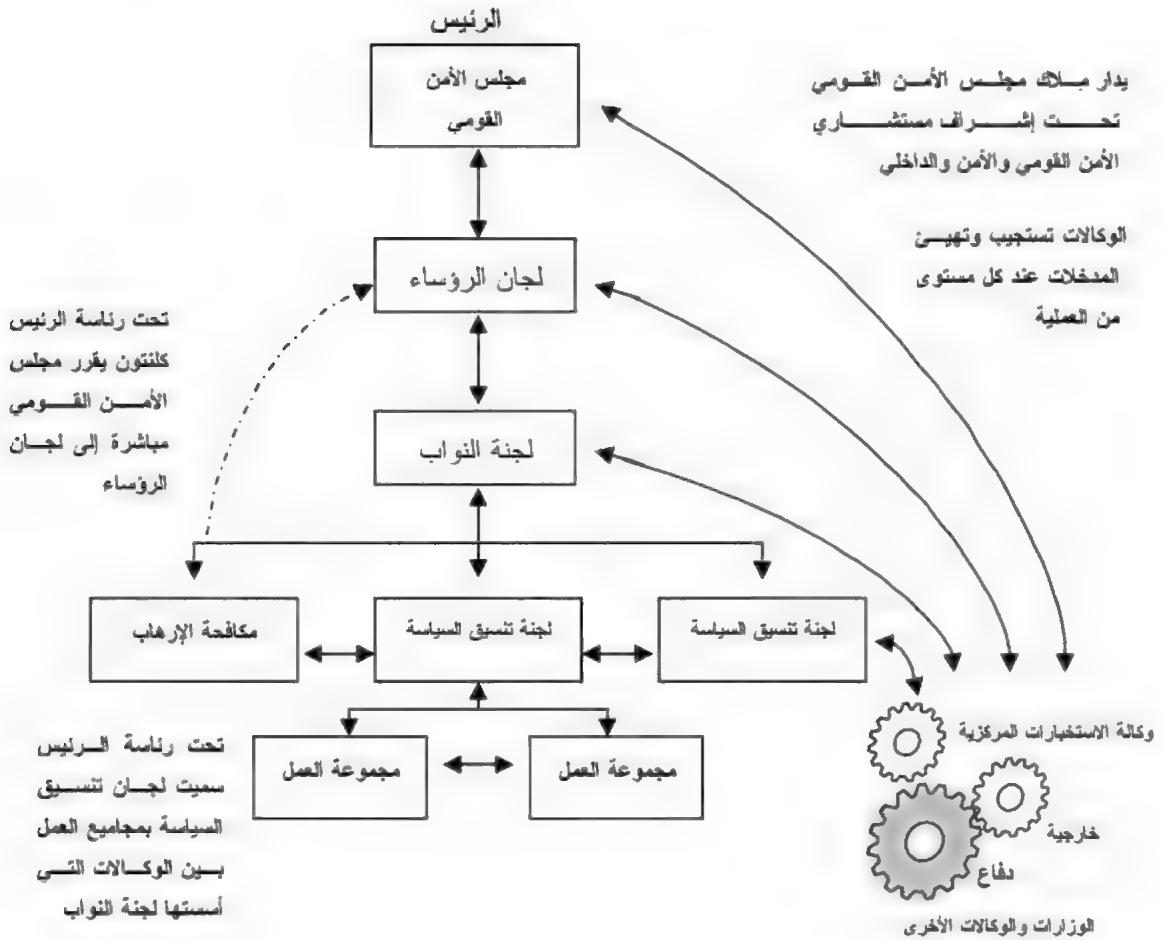 الرئيس
مجلس الأمن
القومي
يدار ملاك مجلس الأمن القومي
تحت إشراف مستشاري
الأمن القومي والأمن والداخلي
الوكالات تستجيب وتهيئ
المدخلات عند كل مستوى
من العملية
لجان الرؤساء
تحت رئاسة الرئيس
كلنتون يقرر مجلس
الأمن القومي
مباشرة إلى لجان
الرؤساء
لجنة النواب
لجنة تنسيق السياسة
لجنة تنسيق السياسة
مكافحة الإرهاب
مجموعة العمل
مجموعة العمل
تحت رئاسة الرئيس
سميت لجان تنسيق
السياسة بمجاميع العمل
بين الوكالات التي
أسستها لجنة النواب
وكالة الاستخبارات المركزية
خارجية
دفاع
الوزارات والوكالات الأخرى